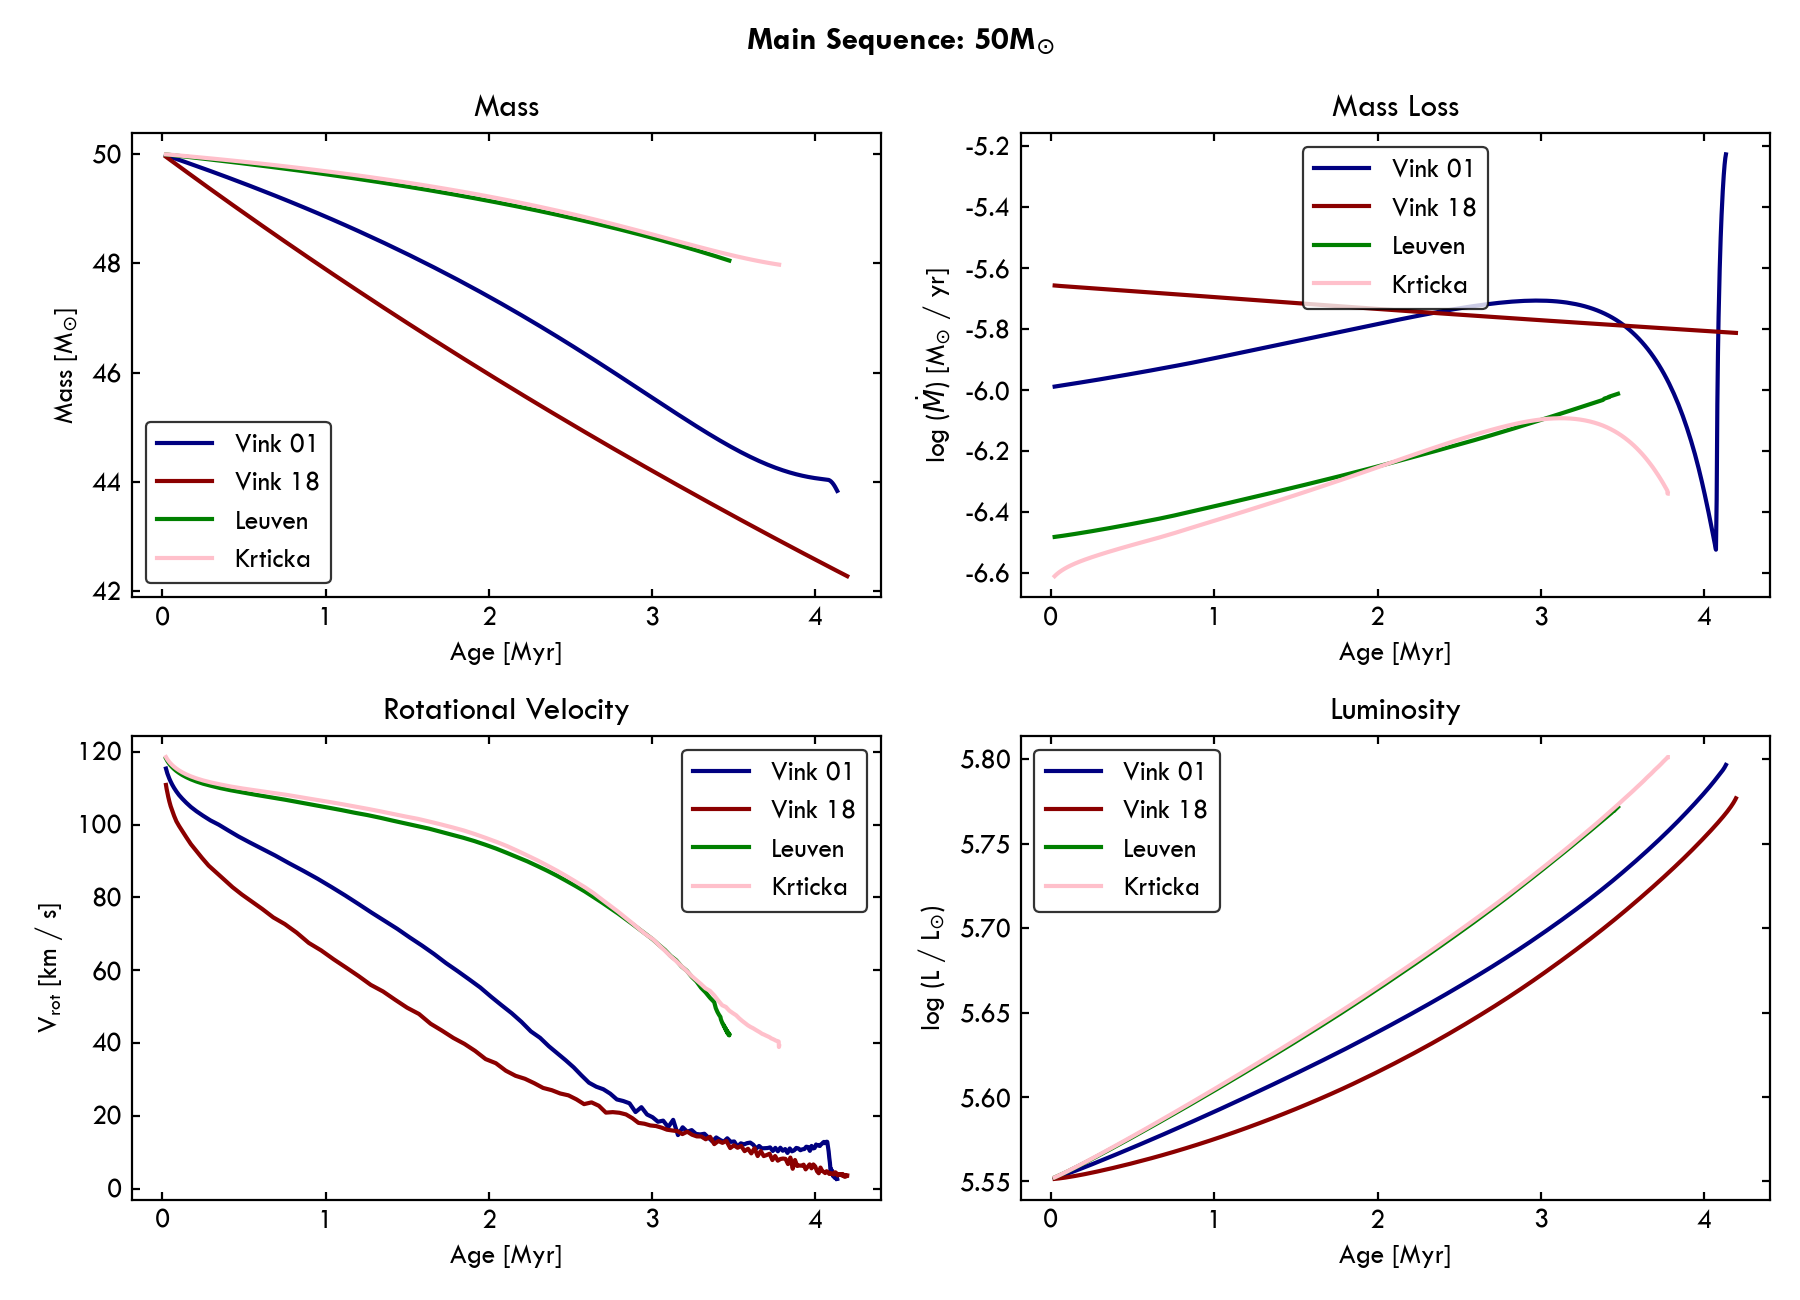 Main Sequence: 50M☉
Mass
Mass [M☉]
50
48
46
44
42
Vink 01
Vink 18
Leuven
Krticka
0 1 2 3 4
Age [Myr]
Mass Loss
log (Ṁ) [M☉ / yr]
-5.2
-5.4
-5.6
-5.8
-6.0
-6.2
-6.4
-6.6
Vink 01
Vink 18
Leuven
Krticka
0 1 2 3 4
Age [Myr]
Rotational Velocity
Vrot [km / s]
120
100
80
60
40
20
0
Vink 01
Vink 18
Leuven
Krticka
0 1 2 3 4
Age [Myr]
Luminosity
log (L / L☉)
5.80
5.75
5.70
5.65
5.60
5.55
Vink 01
Vink 18
Leuven
Krticka
0 1 2 3 4
Age [Myr]